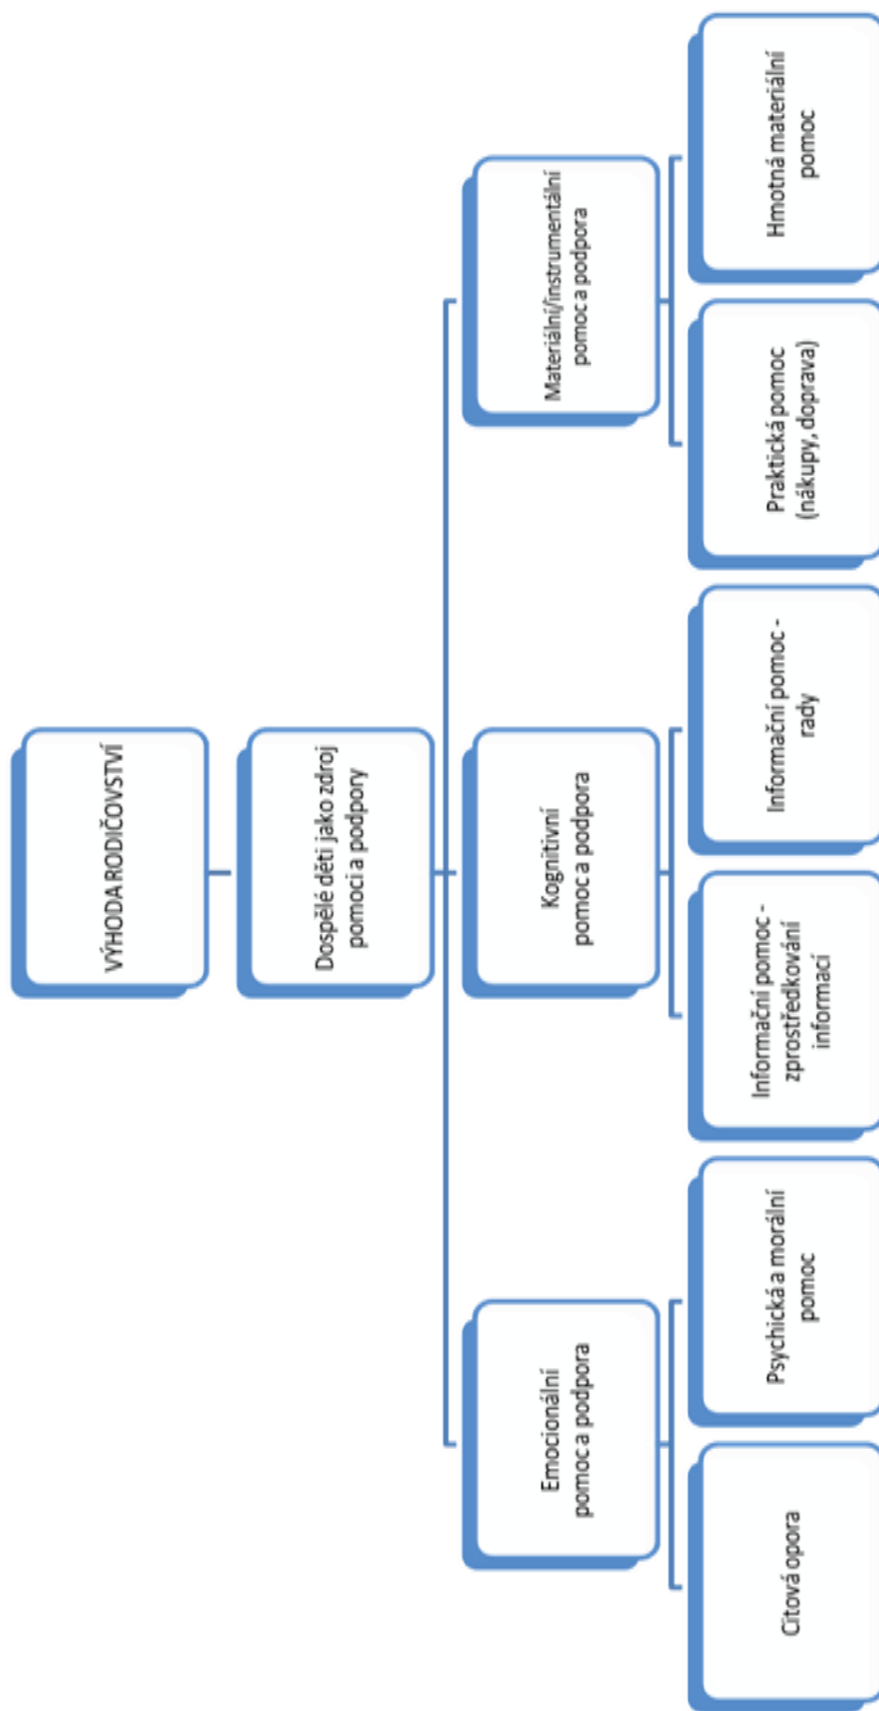 VÝHODA RODIČOVSTVÍ
Dospělé děti jako zdroj
pomoci a podpory
Emocionální
pomoc a podpora
Kognitivní
pomoc a podpora
Materiální/instrumentální
pomoc a podpora
Citová opora
Psychická a morální
pomoc
Informační pomoc -
zprostředkování
informací
Informační pomoc -
rady
Praktická pomoc
(nákupy, doprava)
Hmotná materiální
pomoc